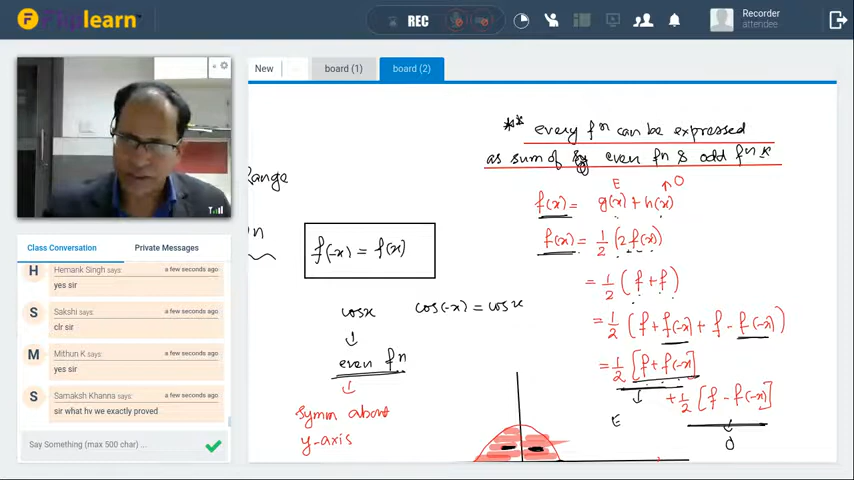 F Fliplearn
REC
Recorder
attendee
New
board (1)
board (2)
Class Conversation
Private Messages
H
Hemank Singh says:
a few seconds ago
yes sir
S
Sakshi says:
a few seconds ago
clr sir
M
Mithun K says:
a few seconds ago
yes sir
S
Samaksh Khanna says:
a few seconds ago
sir what hv we exactly proved
Say Something (max 500 char)
Range
n
f(-x) = f(x)
cosx cos(-x) = cosx
↓
even fn
↓
symm about
y-axis
** every fn can be expressed
as sum of even fn & odd fn
E O
f(x) = g(x) + h(x)
f(x) = 1/2 (2 f(x))
= 1/2 ( f + f )
= 1/2 ( f + f(-x) + f - f(-x) )
= 1/2 [f + f(-x)]
+ 1/2 [f - f(-x)]
E
O